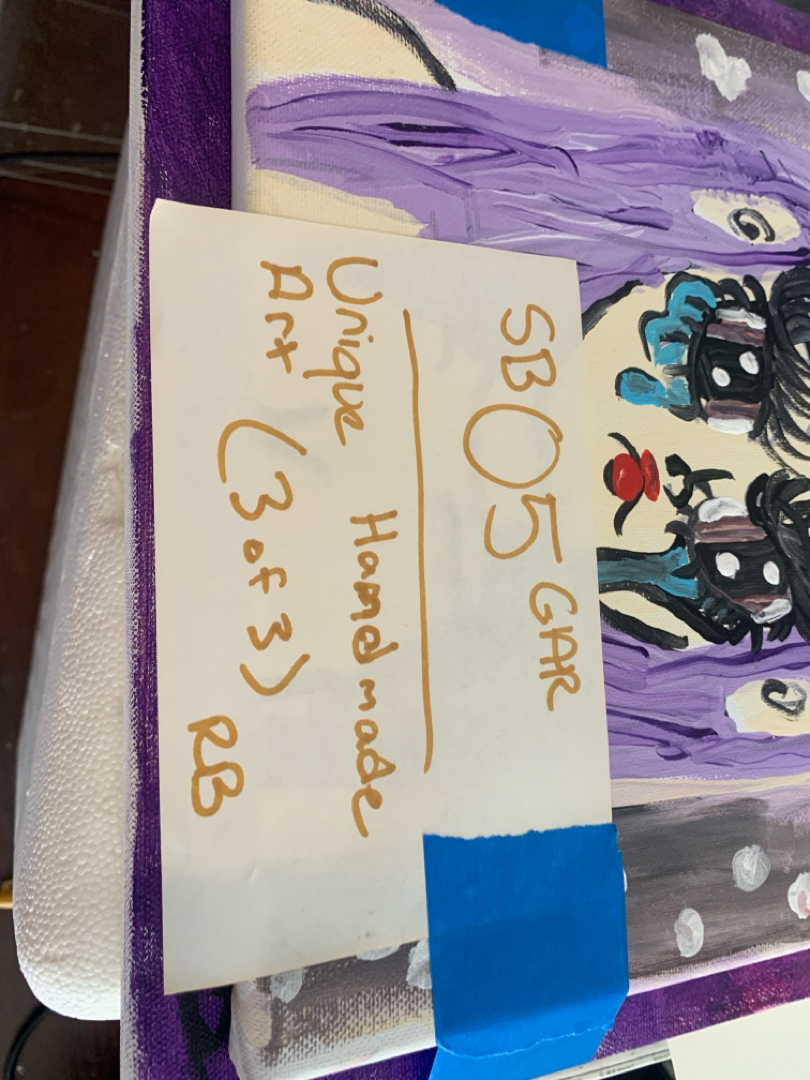 SB05 GAR
Unique Handmade
Art (3 of 3)
RB